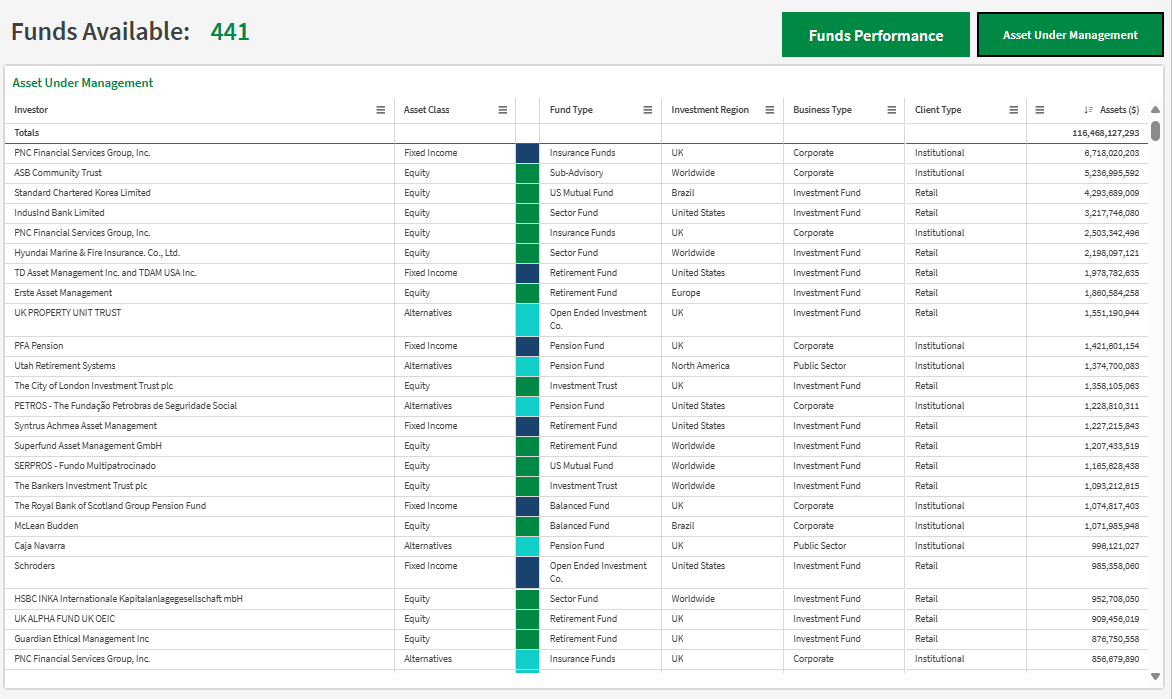 Funds Available: 441
Funds Performance
Asset Under Management
Asset Under Management
Investor Asset Class Fund Type Investment Region Business Type Client Type Assets ($)
Totals 116,468,127,293
PNC Financial Services Group, Inc. Fixed Income Insurance Funds UK Corporate Institutional 6,718,020,203
ASB Community Trust Equity Sub-Advisory Worldwide Corporate Institutional 5,236,995,592
Standard Chartered Korea Limited Equity US Mutual Fund Brazil Investment Fund Retail 4,293,689,009
IndusInd Bank Limited Equity Sector Fund United States Investment Fund Retail 3,217,746,080
PNC Financial Services Group, Inc. Equity Insurance Funds UK Corporate Institutional 2,503,342,496
Hyundai Marine & Fire Insurance. Co., Ltd. Equity Sector Fund Worldwide Investment Fund Retail 2,198,097,121
TD Asset Management Inc. and TDAM USA Inc. Fixed Income Retirement Fund United States Investment Fund Retail 1,978,782,635
Erste Asset Management Equity Retirement Fund Europe Investment Fund Retail 1,860,584,258
UK PROPERTY UNIT TRUST Alternatives Open Ended Investment UK Investment Fund Retail 1,551,190,944
Co.
PFA Pension Fixed Income Pension Fund UK Corporate Institutional 1,421,601,154
Utah Retirement Systems Alternatives Pension Fund North America Public Sector Institutional 1,374,700,083
The City of London Investment Trust plc Equity Investment Trust UK Investment Fund Retail 1,358,105,063
PETROS - The Fundação Petrobras de Seguridade Social Alternatives Pension Fund United States Corporate Institutional 1,228,810,311
Syntrus Achmea Asset Management Fixed Income Retirement Fund United States Investment Fund Retail 1,227,215,843
Superfund Asset Management GmbH Equity Retirement Fund Worldwide Investment Fund Retail 1,207,433,519
SERPROS - Fundo Multipatrocinado Equity US Mutual Fund Worldwide Investment Fund Retail 1,165,628,438
The Bankers Investment Trust plc Equity Investment Trust Worldwide Investment Fund Retail 1,093,212,615
The Royal Bank of Scotland Group Pension Fund Fixed Income Balanced Fund UK Corporate Institutional 1,074,817,403
McLean Budden Equity Balanced Fund Brazil Corporate Institutional 1,071,985,948
Caja Navarra Alternatives Pension Fund UK Public Sector Institutional 996,121,027
Schroders Fixed Income Open Ended Investment United States Investment Fund Retail 985,358,060
Co.
HSBC INKA Internationale Kapitalanlagegesellschaft mbH Equity Sector Fund Worldwide Investment Fund Retail 952,708,050
UK ALPHA FUND UK OEIC Equity Retirement Fund UK Investment Fund Retail 909,456,019
Guardian Ethical Management Inc Equity Retirement Fund UK Investment Fund Retail 876,750,558
PNC Financial Services Group, Inc. Alternatives Insurance Funds UK Corporate Institutional 856,679,890